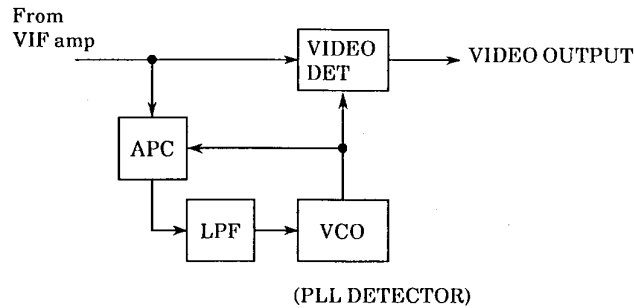 From
VIF amp
VIDEO
DET
VIDEO OUTPUT
APC
LPF
VCO
(PLL DETECTOR)